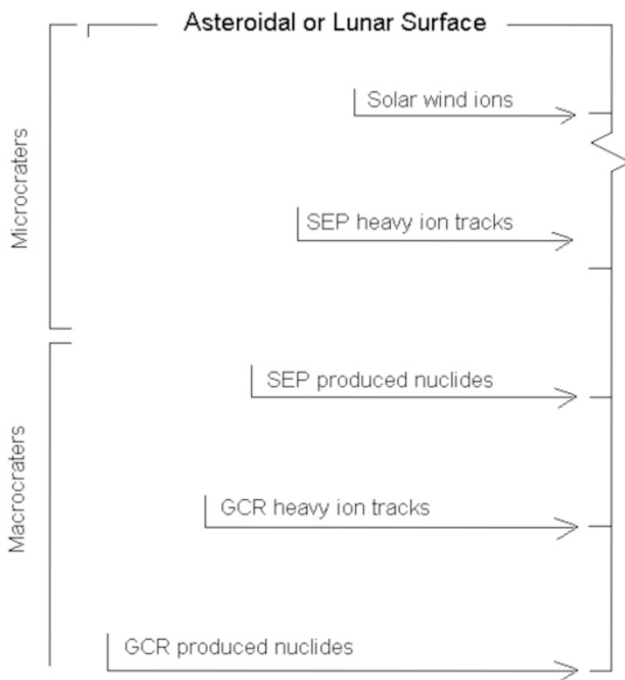 Asteroidal or Lunar Surface
Solar wind ions
Microcraters
SEP heavy ion tracks
SEP produced nuclides
Macrocraters
GCR heavy ion tracks
GCR produced nuclides